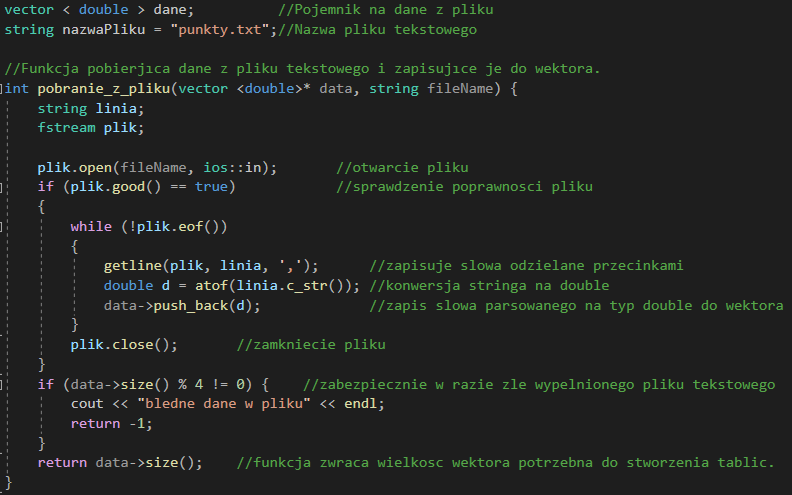 vector < double > dane;          //Pojemnik na dane z pliku
string nazwaPliku = "punkty.txt";//Nazwa pliku tekstowego
//Funkcja pobierjıca dane z pliku tekstowego i zapisujıce je do wektora.
int pobranie_z_pliku(vector <double>* data, string fileName) {
    string linia;
    fstream plik;
    plik.open(fileName, ios::in);       //otwarcie pliku
    if (plik.good() == true)            //sprawdzenie poprawnosci pliku
    {
        while (!plik.eof())
        {
            getline(plik, linia, ',');      //zapisuje slowa odzielane przecinkami
            double d = atof(linia.c_str()); //konwersja stringa na double
            data->push_back(d);             //zapis slowa parsowanego na typ double do wektora
        }
        plik.close();       //zamkniecie pliku
    }
    if (data->size() % 4 != 0) {    //zabezpiecznie w razie zle wypelnionego pliku tekstowego
        cout << "bledne dane w pliku" << endl;
        return -1;
    }
    return data->size();    //funkcja zwraca wielkosc wektora potrzebna do stworzenia tablic.
}